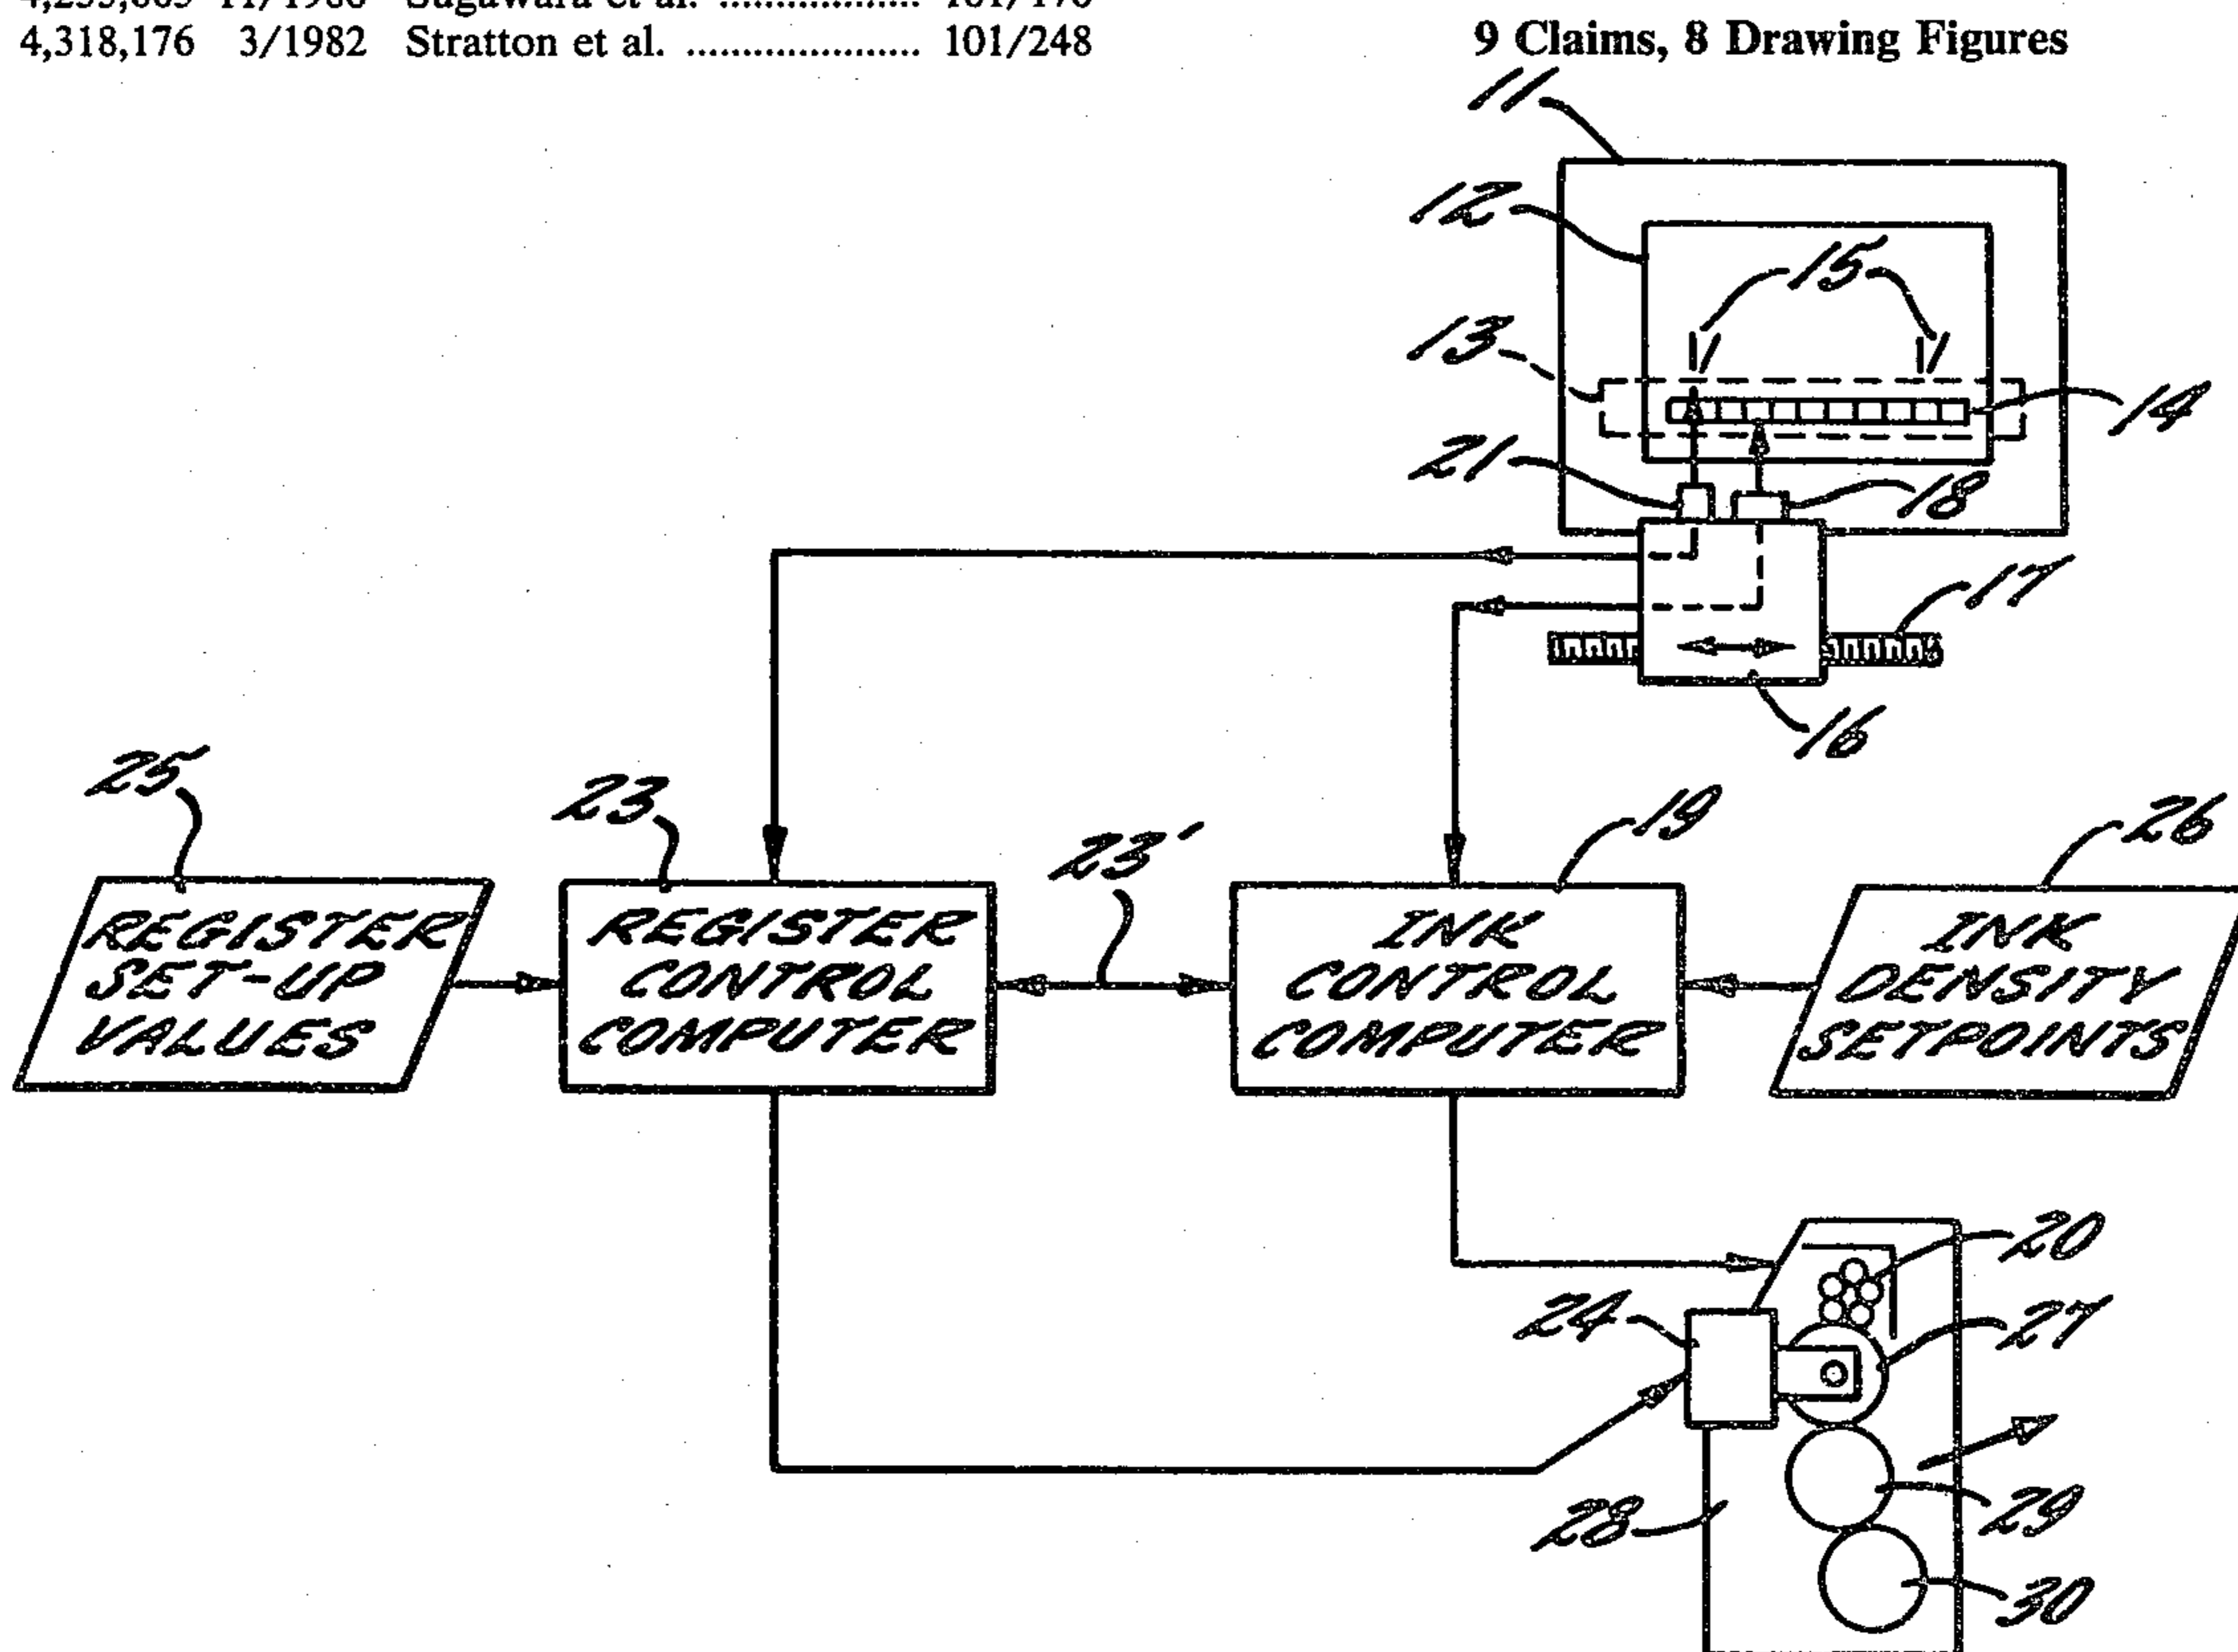 4,318,176 3/1982 Stratton et al. ..................... 101/248
9 Claims, 8 Drawing Figures
11
12
15
13
14
21
18
17
16
25
23
23'
19
26
REGISTER
SET-UP
VALUES
REGISTER
CONTROL
COMPUTER
INK
CONTROL
COMPUTER
INK
DENSITY
SETPOINTS
20
24
27
28
29
30